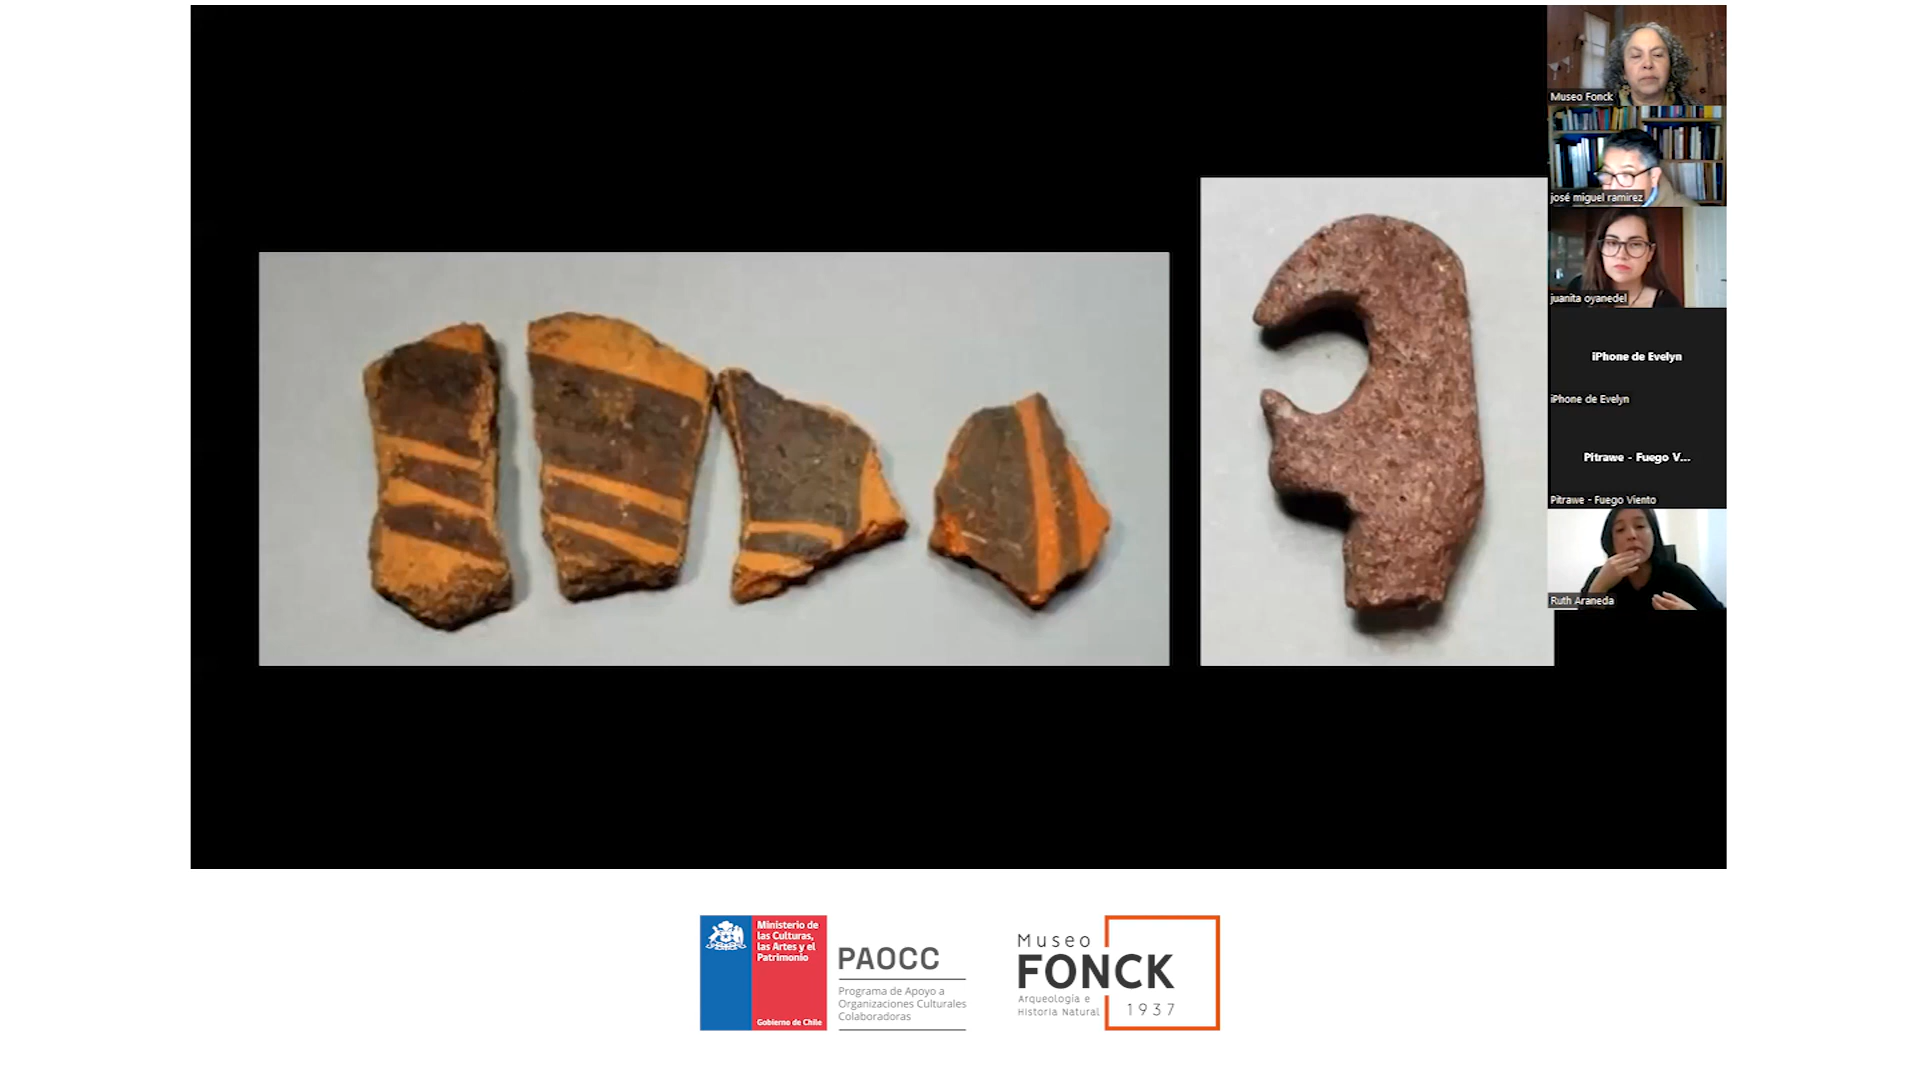 Museo Fonck
josé miguel ramirez
juanita oyanedel
iPhone de Evelyn
iPhone de Evelyn
Pitrawe - Fuego V...
Pitrawe - Fuego Viento
Ruth Araneda
Ministerio de
las Culturas,
las Artes y el
Patrimonio
Gobierno de Chile
PAOCC
Programa de Apoyo a
Organizaciones Culturales
Colaboradoras
Museo
FONCK
Arqueología e
Historia Natural
1937